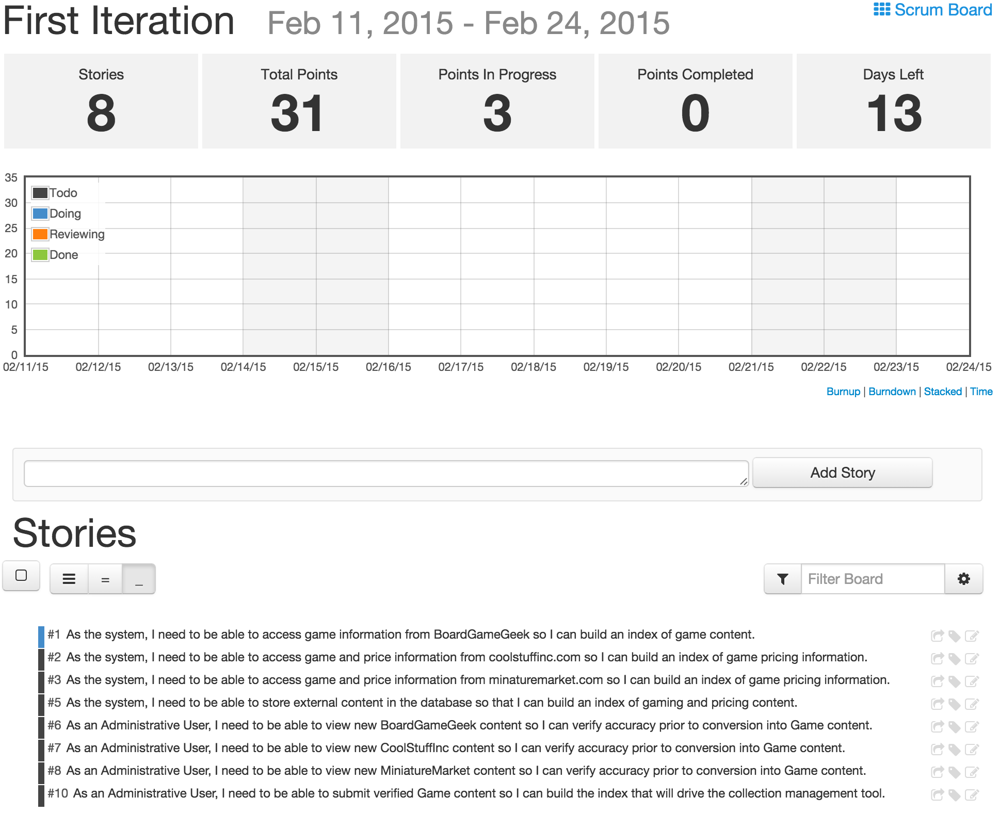 First Iteration Feb 11, 2015 - Feb 24, 2015 Scrum Board
Stories Total Points Points In Progress Points Completed Days Left
8 31 3 0 13
35
30
25
20
15
10
5
0
Todo
Doing
Reviewing
Done
02/11/15 02/12/15 02/13/15 02/14/15 02/15/15 02/16/15 02/17/15 02/18/15 02/19/15 02/20/15 02/21/15 02/22/15 02/23/15 02/24/15
Burnup | Burndown | Stacked | Time
Add Story
Stories
= _ Filter Board
#1 As the system, I need to be able to access game information from BoardGameGeek so I can build an index of game content.
#2 As the system, I need to be able to access game and price information from coolstuffinc.com so I can build an index of game pricing information.
#3 As the system, I need to be able to access game and price information from minaturemarket.com so I can build an index of game pricing information.
#5 As the system, I need to be able to store external content in the database so that I can build an index of gaming and pricing content.
#6 As an Administrative User, I need to be able to view new BoardGameGeek content so I can verify accuracy prior to conversion into Game content.
#7 As an Administrative User, I need to be able to view new CoolStuffInc content so I can verify accuracy prior to conversion into Game content.
#8 As an Administrative User, I need to be able to view new MiniatureMarket content so I can verify accuracy prior to conversion into Game content.
#10 As an Administrative User, I need to be able to submit verified Game content so I can build the index that will drive the collection management tool.